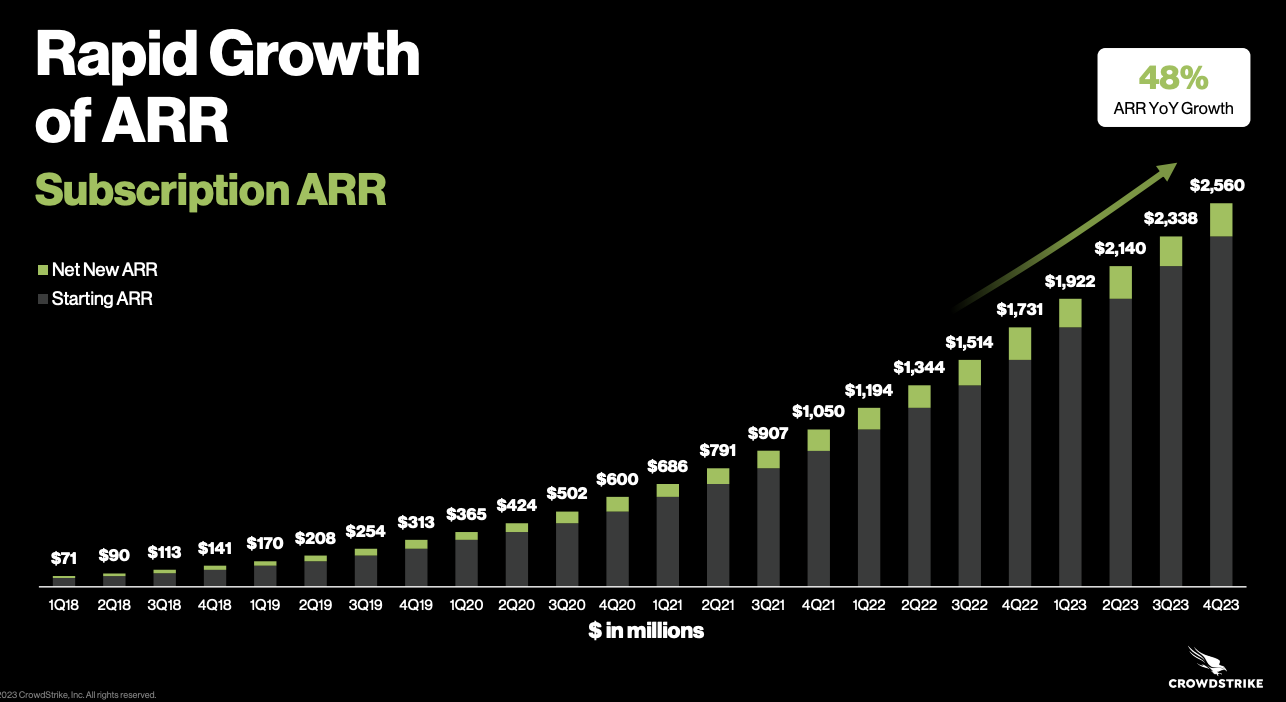 Rapid Growth
of ARR
Subscription ARR
48%
ARR YoY Growth
Net New ARR
Starting ARR
$71 $90 $113 $141 $170 $208 $254 $313 $365 $424 $502 $600 $686 $791 $907 $1,050 $1,194 $1,344 $1,514 $1,731 $1,922 $2,140 $2,338 $2,560
1Q18 2Q18 3Q18 4Q18 1Q19 2Q19 3Q19 4Q19 1Q20 2Q20 3Q20 4Q20 1Q21 2Q21 3Q21 4Q21 1Q22 2Q22 3Q22 4Q22 1Q23 2Q23 3Q23 4Q23
$ in millions
CROWDSTRIKE
2023 CrowdStrike, Inc. All rights reserved.